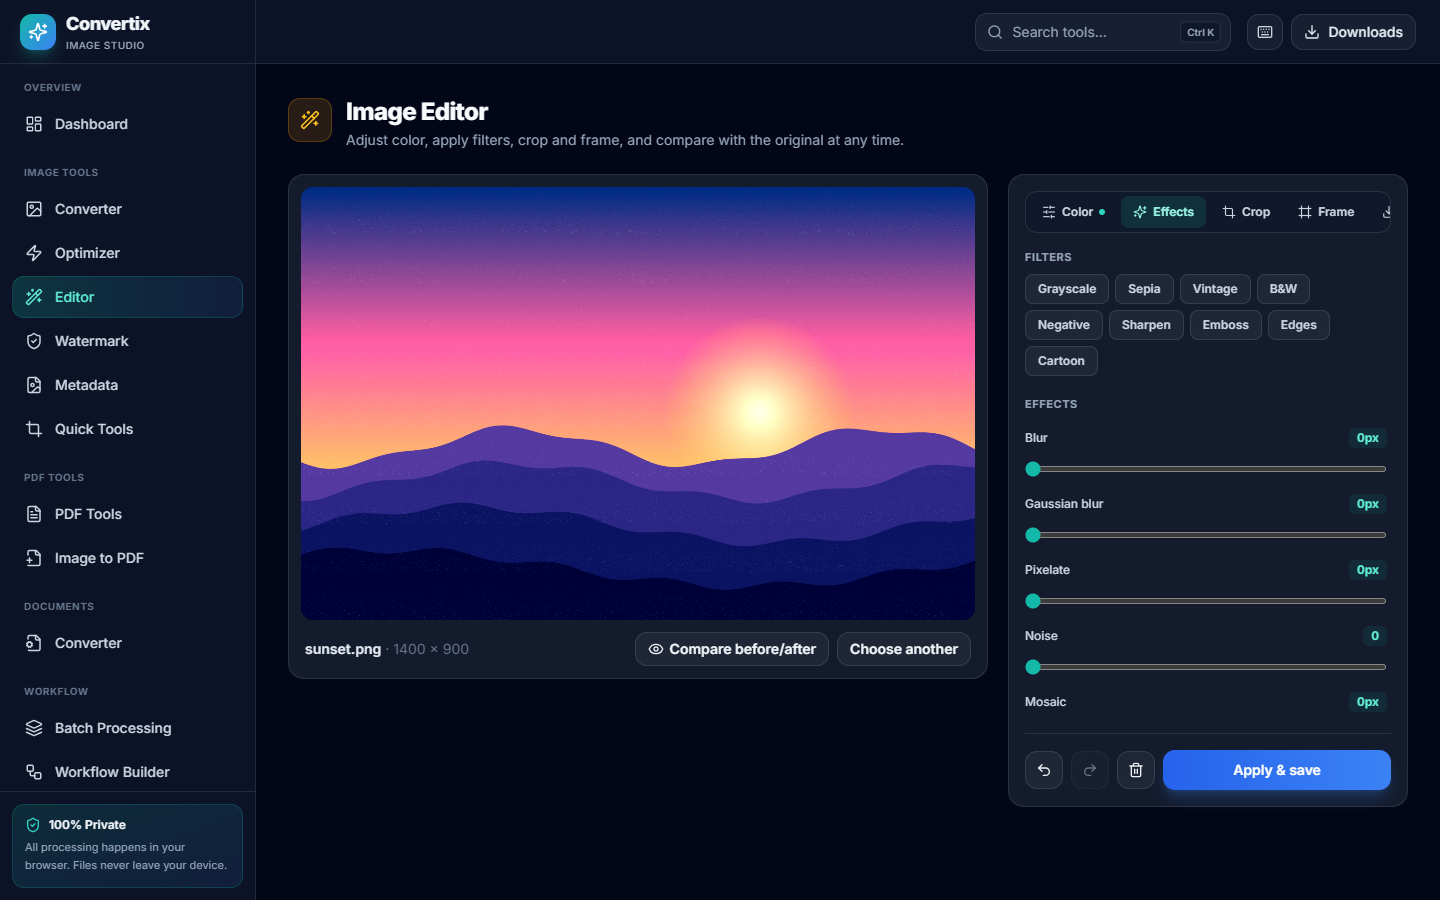 Convertix
IMAGE STUDIO
Search tools...
Ctrl K
Downloads
OVERVIEW
Dashboard
IMAGE TOOLS
Converter
Optimizer
Editor
Watermark
Metadata
Quick Tools
PDF TOOLS
PDF Tools
Image to PDF
DOCUMENTS
Converter
WORKFLOW
Batch Processing
Workflow Builder
100% Private
All processing happens in your
browser. Files never leave your device.
Image Editor
Adjust color, apply filters, crop and frame, and compare with the original at any time.
sunset.png · 1400 × 900
Compare before/after
Choose another
Color
Effects
Crop
Frame
FILTERS
Grayscale
Sepia
Vintage
B&W
Negative
Sharpen
Emboss
Edges
Cartoon
EFFECTS
Blur
0px
Gaussian blur
0px
Pixelate
0px
Noise
0
Mosaic
0px
Apply & save